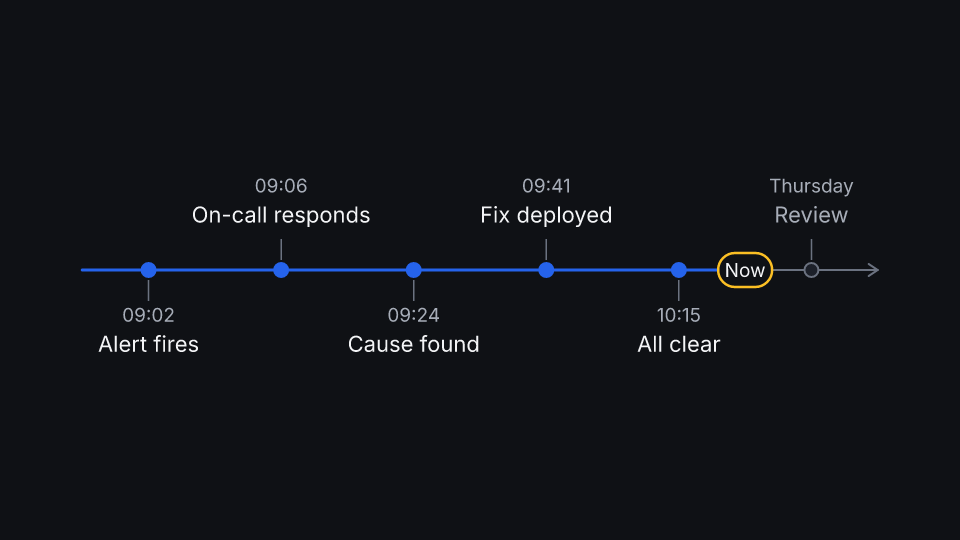 09:02
Alert fires
09:06
On-call responds
09:24
Cause found
09:41
Fix deployed
10:15
All clear
Now
Thursday
Review